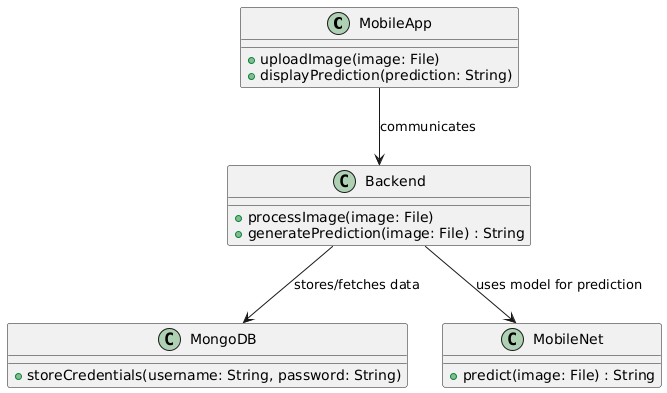 C MobileApp
uploadImage(image: File)
displayPrediction(prediction: String)
communicates
C Backend
processImage(image: File)
generatePrediction(image: File) : String
stores/fetches data
uses model for prediction
C MongoDB
storeCredentials(username: String, password: String)
C MobileNet
predict(image: File) : String